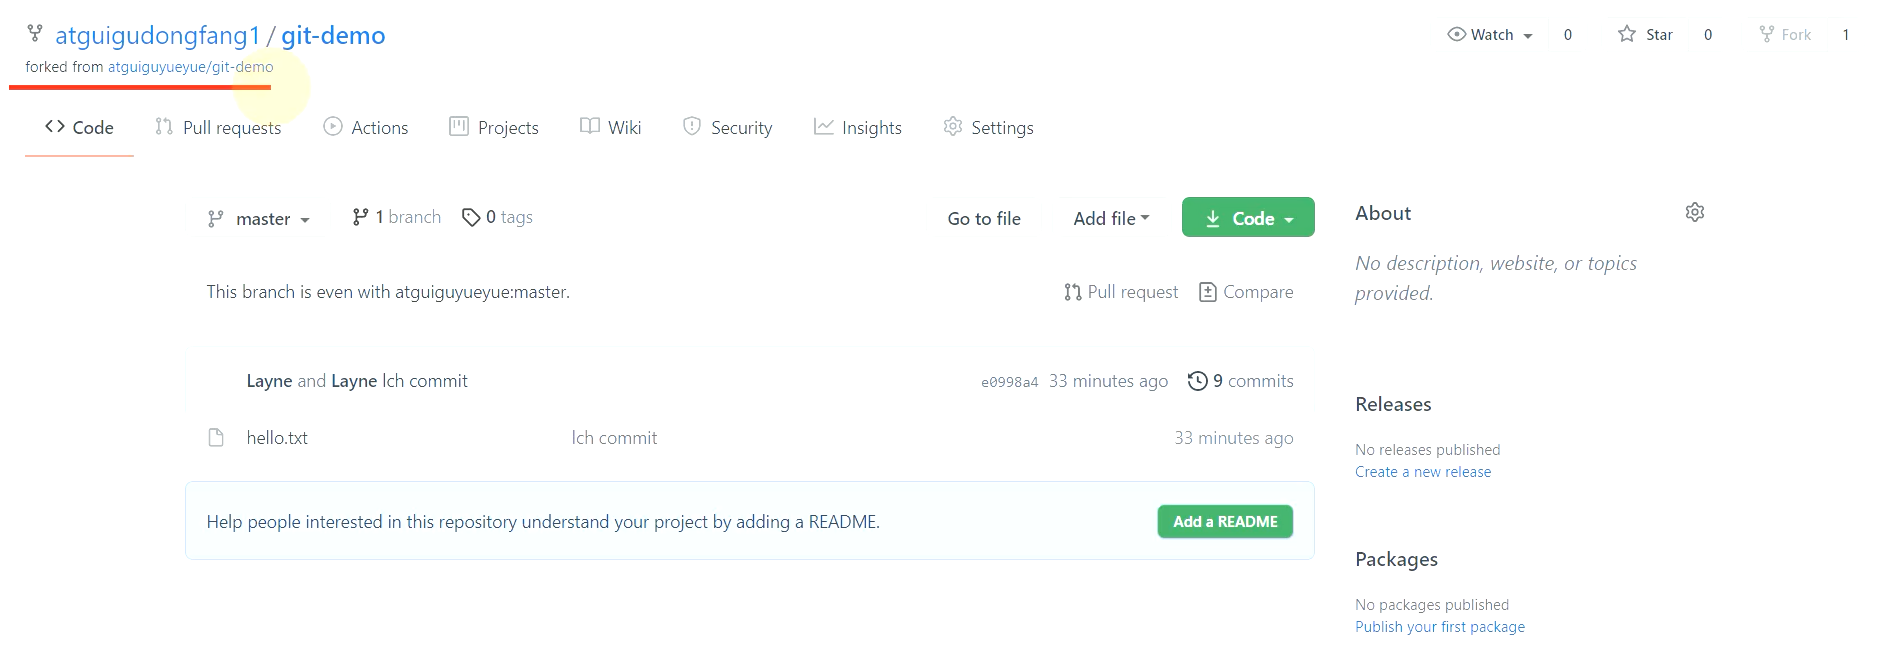 atguigudongfang1 / git-demo
Watch 0 Star 0 Fork 1
forked from atguiguyueyue/git-demo
Code Pull requests Actions Projects Wiki Security Insights Settings
master 1 branch 0 tags Go to file Add file Code
This branch is even with atguiguyueyue:master. Pull request Compare
Layne and Layne lch commit e0998a4 33 minutes ago 9 commits
hello.txt lch commit 33 minutes ago
Help people interested in this repository understand your project by adding a README. Add a README
About
No description, website, or topics
provided.
Releases
No releases published
Create a new release
Packages
No packages published
Publish your first package